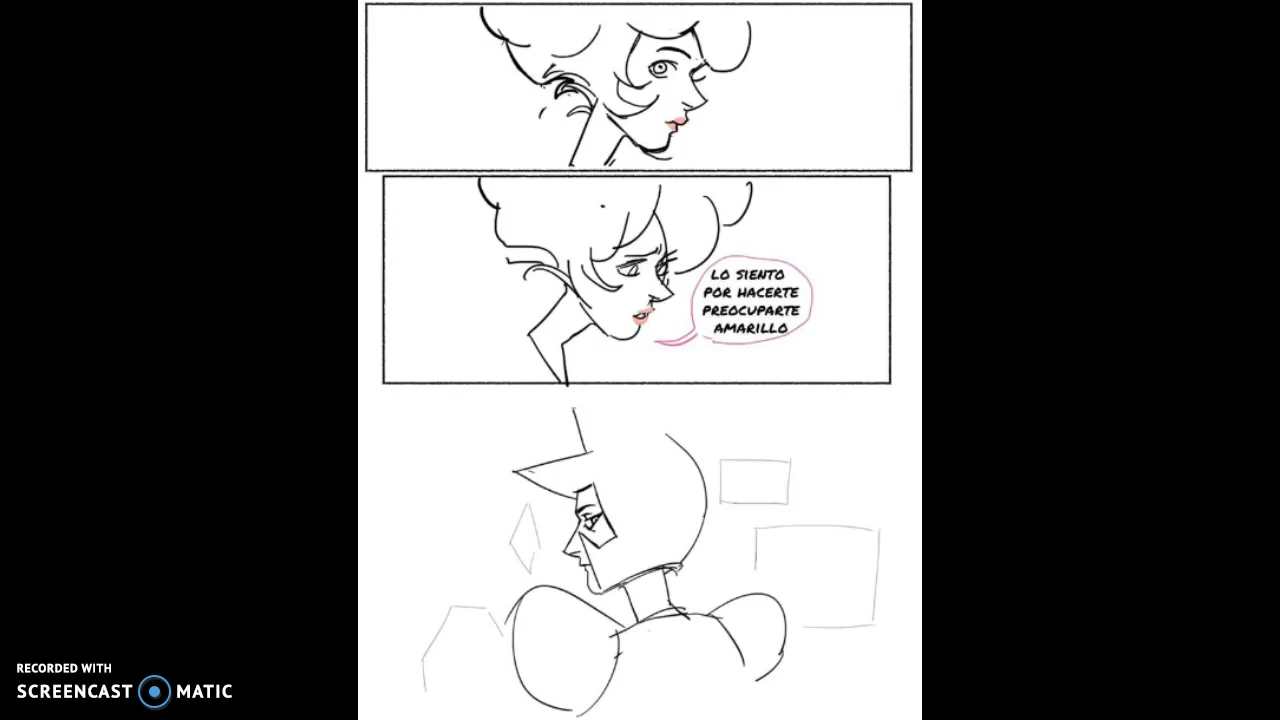 LO SIENTO
POR HACERTE
PREOCUPARTE
AMARILLO
RECORDED WITH
SCREENCAST MATIC